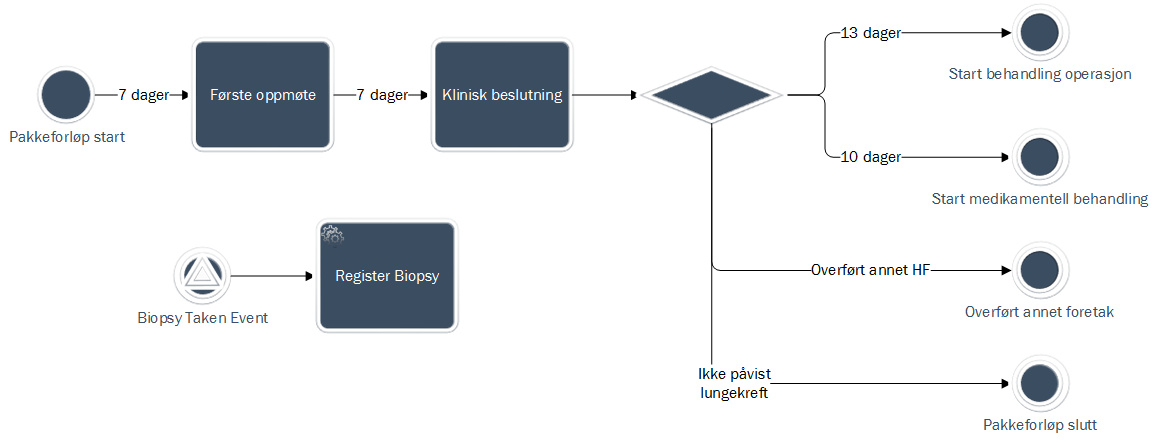 13 dager
Start behandling operasjon
7 dager
Første oppmøte
7 dager
Klinisk beslutning
Pakkeforløp start
10 dager
Start medikamentell behandling
Register Biopsy
Biopsy Taken Event
Overført annet HF
Overført annet foretak
Ikke påvist
lungekreft
Pakkeforløp slutt